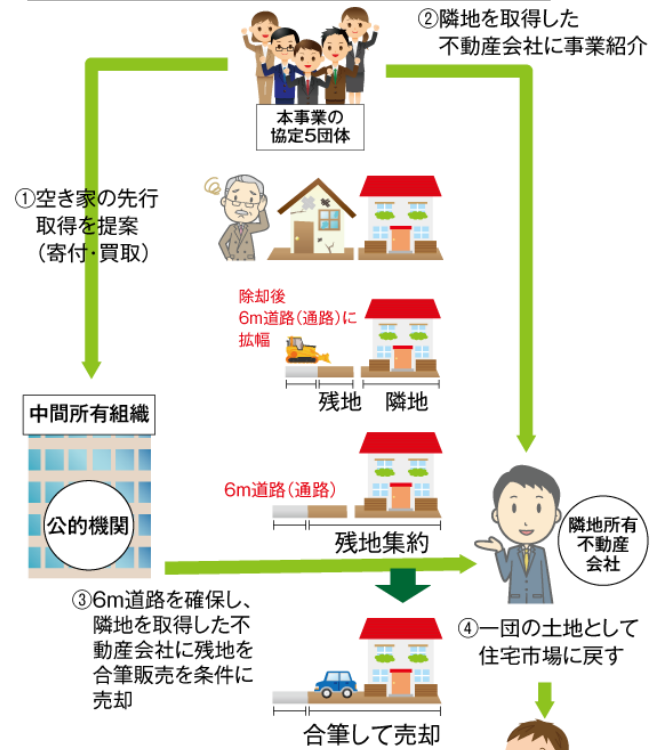 ②隣地を取得した
不動産会社に事業紹介
本事業の
協定5団体
①空き家の先行
取得を提案
(寄付・買取)
除却後
6m道路(通路)に
拡幅
残地
隣地
中間所有組織
公的機関
6m道路(通路)
残地集約
隣地所有
不動産
会社
③6m道路を確保し、
隣地を取得した不
動産会社に残地を
合筆販売を条件に
売却
④一団の土地として
住宅市場に戻す
合筆して売却